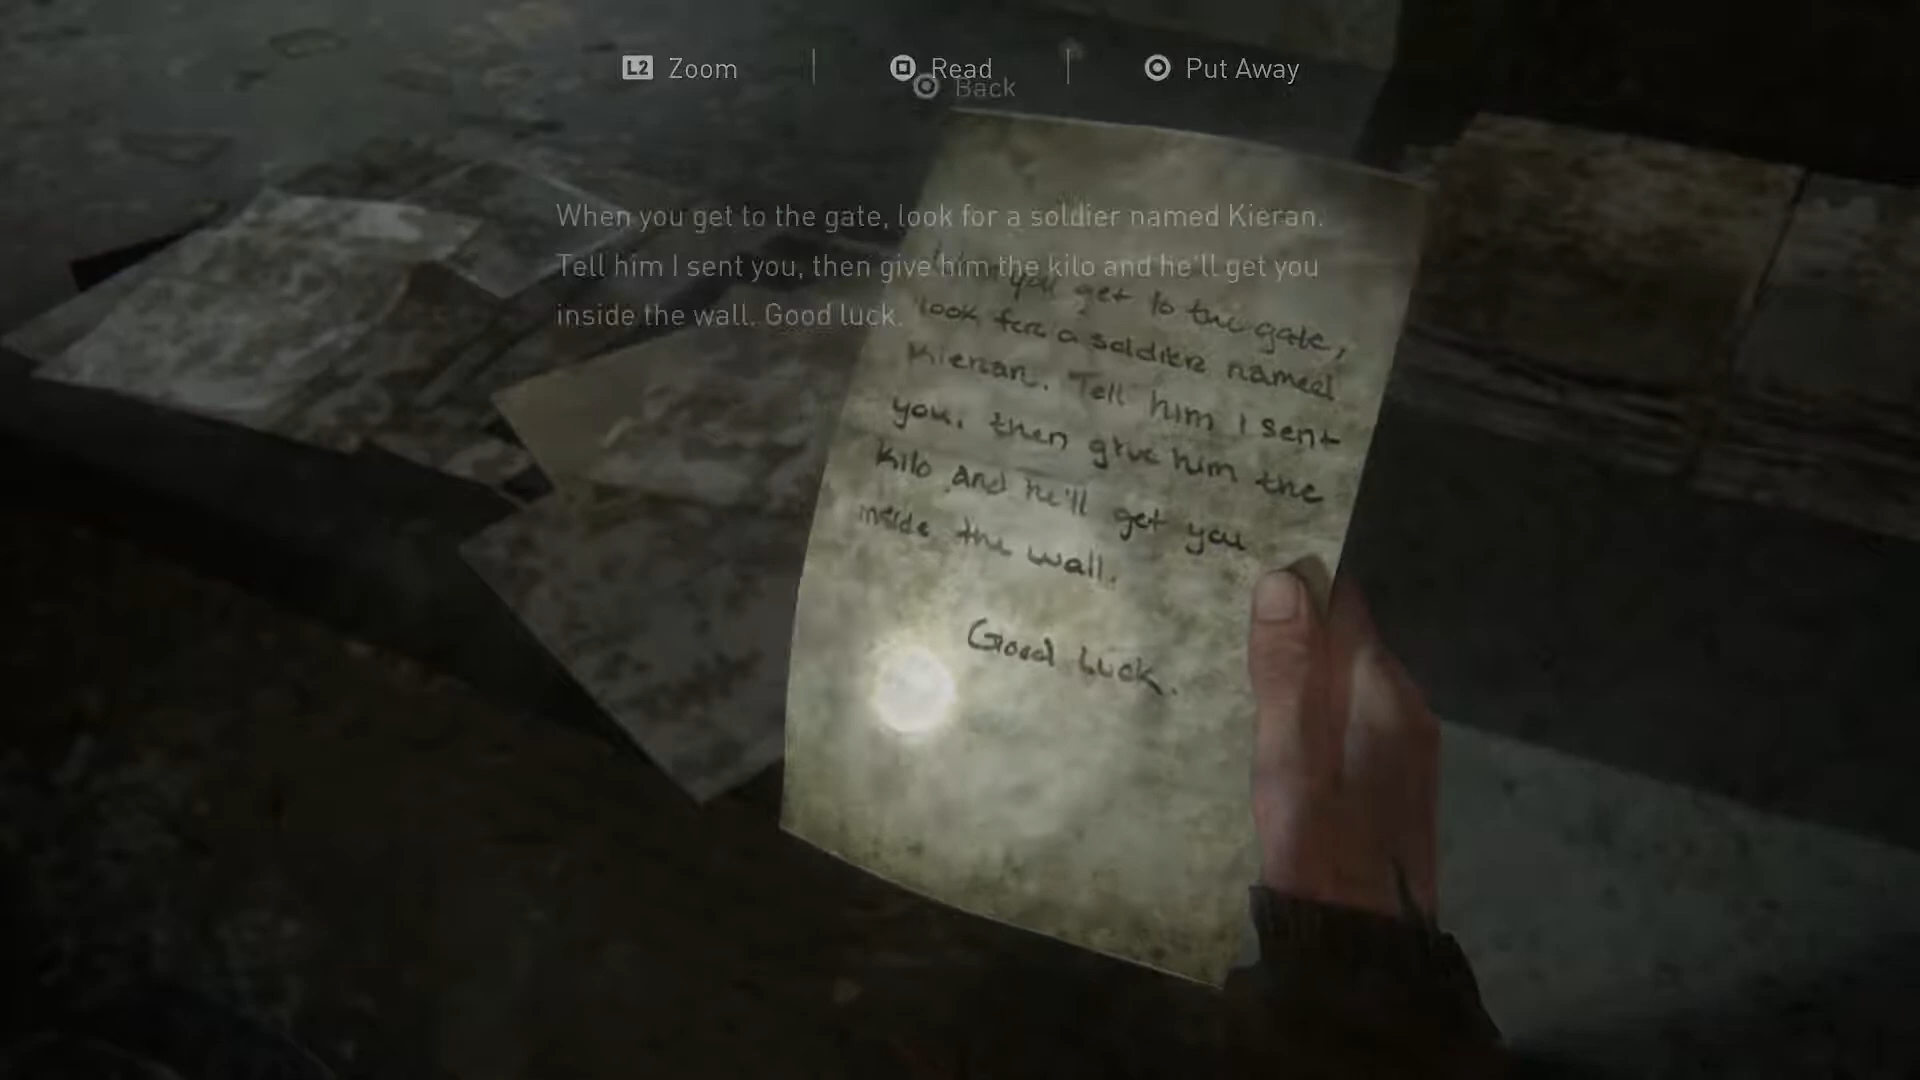 L2 Zoom | Read | Put Away
Back
When you get to the gate, look for a soldier named Kieran.
Tell him I sent you, then give him the kilo and he'll get you
inside the wall. Good luck.
you get to the gate,
look for a soldier named
Kieran. Tell him I sent
you, then give him the
kilo and he'll get you
inside the wall.
Good Luck.